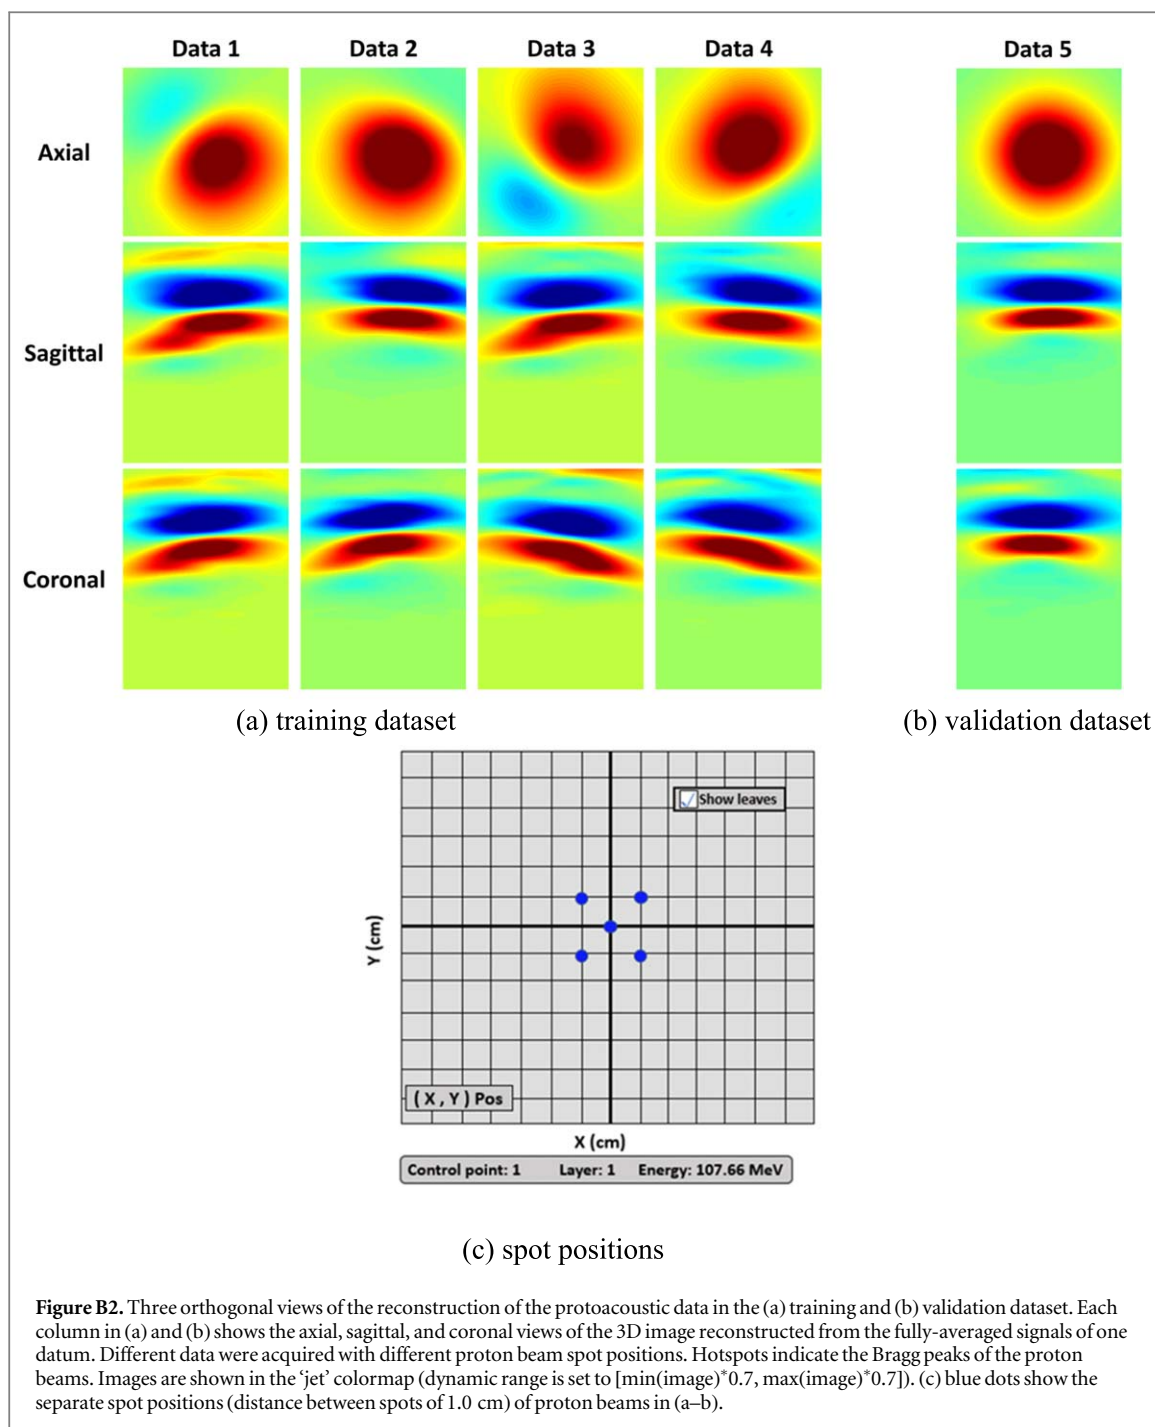 Data 1 Data 2 Data 3 Data 4 Data 5
Axial
Sagittal
Coronal
(a) training dataset (b) validation dataset
Show leaves
Y (cm)
( X , Y ) Pos
X (cm)
Control point: 1 Layer: 1 Energy: 107.66 MeV
(c) spot positions
Figure B2. Three orthogonal views of the reconstruction of the protoacoustic data in the (a) training and (b) validation dataset. Each
column in (a) and (b) shows the axial, sagittal, and coronal views of the 3D image reconstructed from the fully-averaged signals of one
datum. Different data were acquired with different proton beam spot positions. Hotspots indicate the Bragg peaks of the proton
beams. Images are shown in the ‘jet’ colormap (dynamic range is set to [min(image)*0.7, max(image)*0.7]). (c) blue dots show the
separate spot positions (distance between spots of 1.0 cm) of proton beams in (a–b).